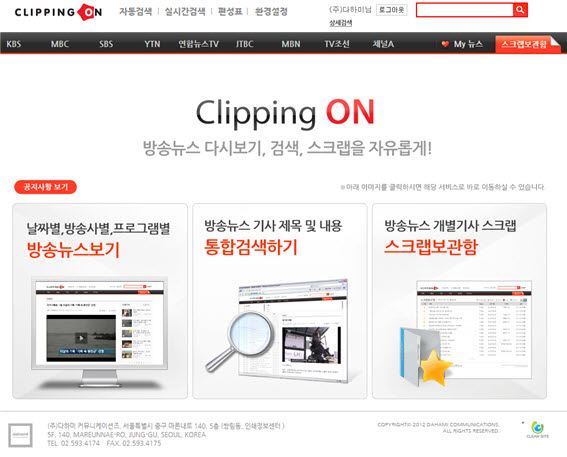 CLIPPING ON
자동검색 | 실시간검색 | 편성표 | 환경설정
(주)다하미님 로그아웃
상세검색
KBS MBC SBS YTN 연합뉴스TV JTBC MBN TV조선 채널A My 뉴스 스크랩보관함
Clipping ON
방송뉴스 다시보기, 검색, 스크랩을 자유롭게!
공지사항 보기
※아래 이미지를 클릭하시면 해당 서비스로 바로 이동하실 수 있습니다.
날짜별,방송사별,프로그램별
방송뉴스보기
방송뉴스 기사 제목 및 내용
통합검색하기
방송뉴스 개별기사 스크랩
스크랩보관함
(주)다하미 커뮤니케이션즈, 서울특별시 중구 마른내로 140, 5층 (쌍림동, 인쇄정보센터)
5F, 140, MAREUNNAE-RO, JUNG-GU, SEOUL, KOREA
TEL 02.593.4174 FAX. 02.593.4175
COPYRIGHT© 2012 DAHAMI COMMUNICATIONS.
ALL RIGHTS RESERVED.
CLEAN SITE